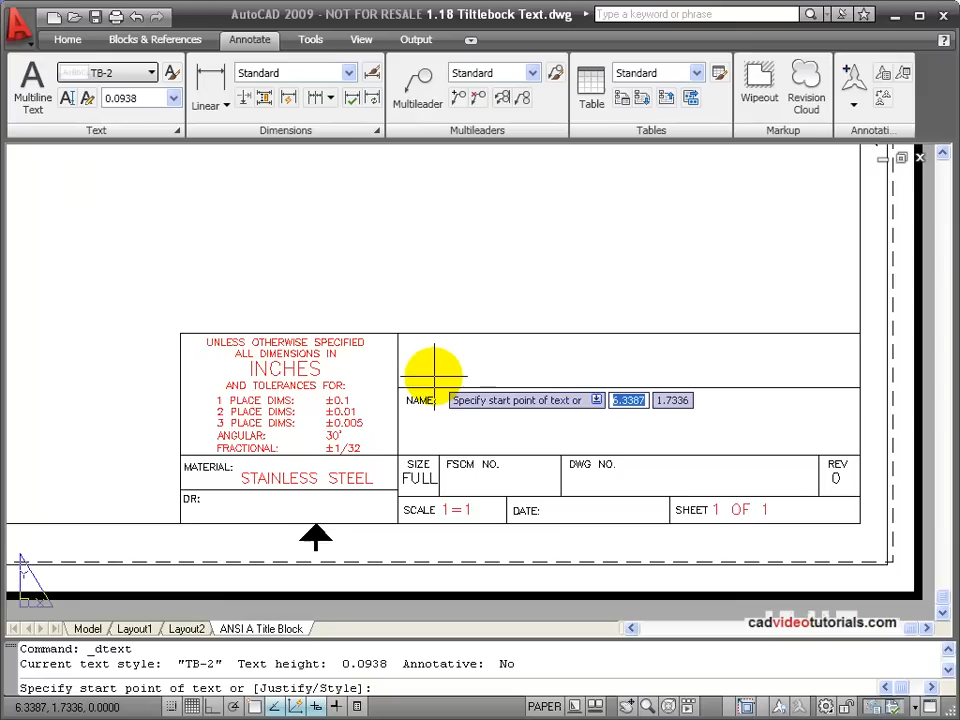 AutoCAD 2009 - NOT FOR RESALE 1.18 Tiltlebock Text.dwg
Type a keyword or phrase
Home Blocks & References Annotate Tools View Output
TB-2
Standard
Standard
Standard
Multiline
Text
0.0938
Linear
Multileader
Table
Wipeout
Revision
Cloud
Text
Dimensions
Multileaders
Tables
Markup
Annotati...
UNLESS OTHERWISE SPECIFIED
ALL DIMENSIONS IN
INCHES
AND TOLERANCES FOR:
1 PLACE DIMS: ±0.1
2 PLACE DIMS: ±0.01
3 PLACE DIMS: ±0.005
ANGULAR: 30°
FRACTIONAL: ±1/32
MATERIAL:
STAINLESS STEEL
DR:
NAME:
Specify start point of text or 6.3387 1.7336
SIZE
FULL
FSCM NO.
DWG NO.
REV
0
SCALE 1=1
DATE:
SHEET 1 OF 1
Model Layout1 Layout2 ANSI A Title Block
cadvideotutorials.com
Command: _dtext
Current text style: "TB-2" Text height: 0.0938 Annotative: No
Specify start point of text or [Justify/Style]:
6.3387, 1.7336, 0.0000
PAPER